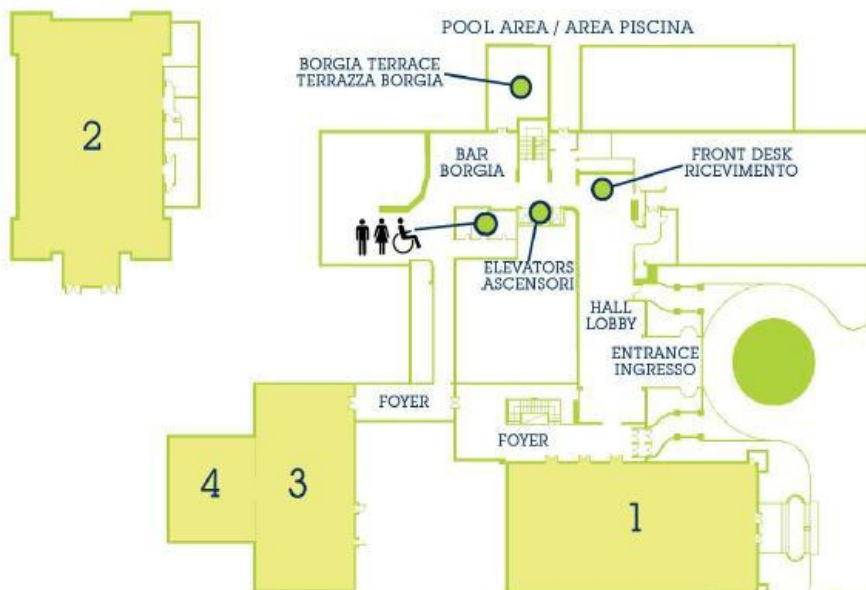 POOL AREA / AREA PISCINA
BORGIA TERRACE
TERRAZZA BORGIA
2
BAR
BORGIA
FRONT DESK
RICEVIMENTO
ELEVATORS
ASCENSORI
HALL
LOBBY
ENTRANCE
INGRESSO
FOYER
FOYER
4
3
1